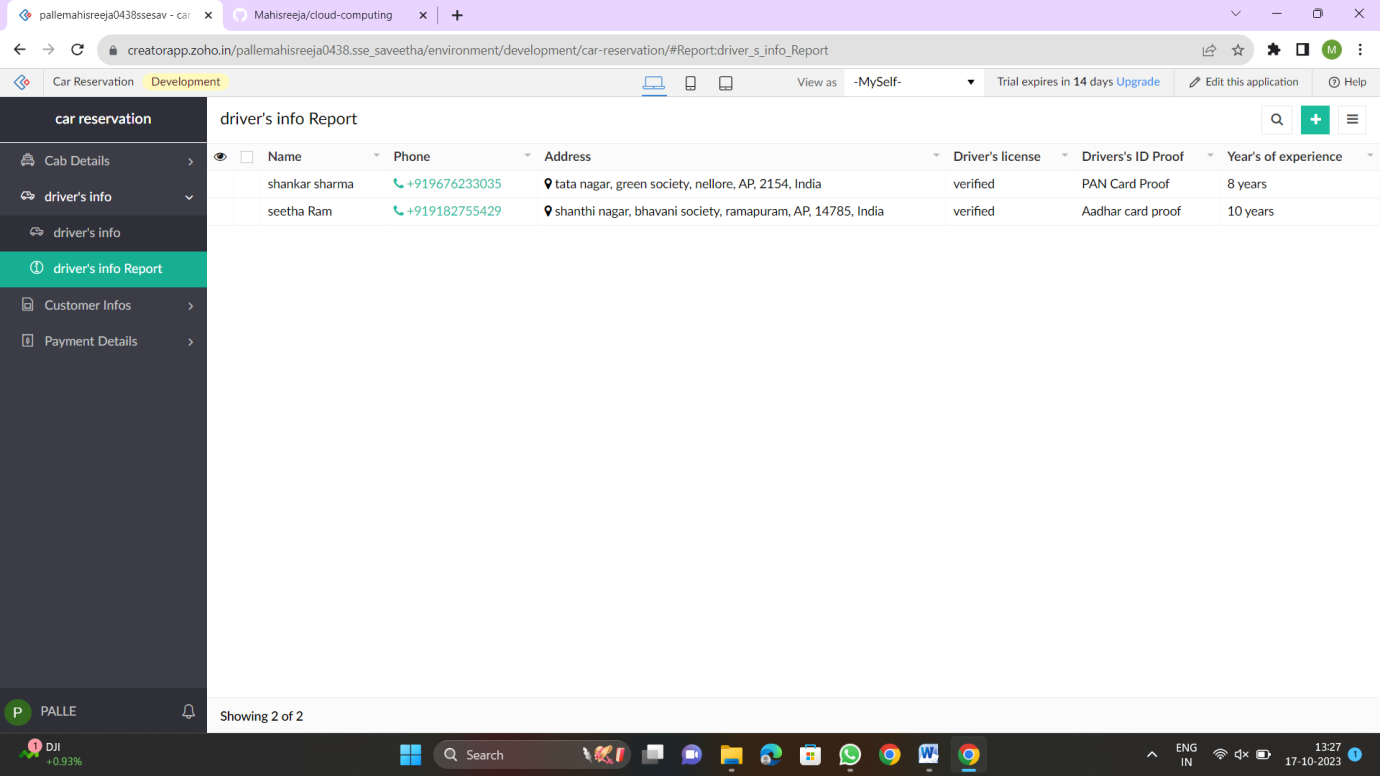 pallemahisreeja0438ssesav - car
Mahisreeja/cloud-computing
creatorapp.zoho.in/pallemahisreeja0438.sse_saveetha/environment/development/car-reservation/#Report:driver_s_info_Report
M
Car Reservation Development View as -MySelf- Trial expires in 14 days Upgrade Edit this application Help
car reservation
driver's info Report
Cab Details
driver's info
driver's info
driver's info Report
Customer Infos
Payment Details
Name Phone Address Driver's license Drivers's ID Proof Year's of experience
shankar sharma +919676233035 tata nagar, green society, nellore, AP, 2154, India verified PAN Card Proof 8 years
seetha Ram +919182755429 shanthi nagar, bhavani society, ramapuram, AP, 14785, India verified Aadhar card proof 10 years
P PALLE
Showing 2 of 2
1 DJI
+0.93%
Search
ENG
IN
13:27
17-10-2023
1